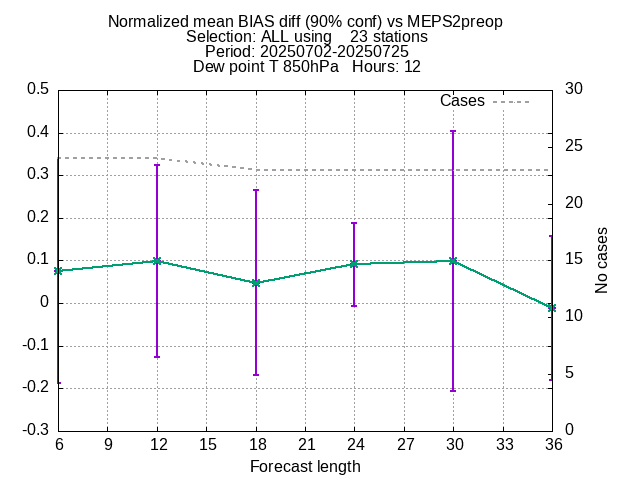 Normalized mean BIAS diff (90% conf) vs MEPS2preop
Selection: ALL using    23 stations
Period: 20250702-20250725
Dew point T 850hPa   Hours: 12
Cases
0.5
0.4
0.3
0.2
0.1
0
-0.1
-0.2
-0.3
30
25
20
15
10
5
0
No cases
6 9 12 15 18 21 24 27 30 33 36
Forecast length